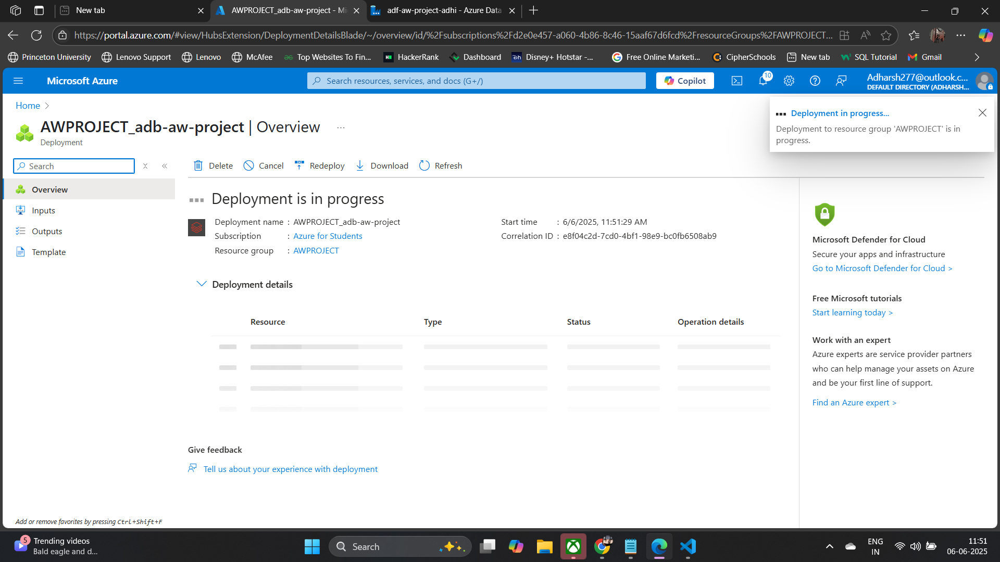 New tab
AWPROJECT_adb-aw-project - Mi
adf-aw-project-adhi - Azure Data
https://portal.azure.com/#view/HubsExtension/DeploymentDetailsBlade/~/overview/id/%2Fsubscriptions%2Fd2e0e457-a060-4b86-8c46-15aaf67d6fcd%2FresourceGroups%2FAWPROJECT...
Princeton University
Lenovo Support
Lenovo
McAfee
Top Websites To Fin...
HackerRank
Dashboard
Disney+ Hotstar -...
Free Online Marketi...
CipherSchools
New tab
SQL Tutorial
Gmail
Microsoft Azure
Search resources, services, and docs (G+/)
Copilot
10
Adharsh277@outlook.c...
DEFAULT DIRECTORY (ADHARSH...
Home
AWPROJECT_adb-aw-project | Overview
Deployment
Deployment in progress...
Deployment to resource group 'AWPROJECT' is in
progress.
Search
Delete
Cancel
Redeploy
Download
Refresh
Overview
Inputs
Outputs
Template
Deployment is in progress
Deployment name : AWPROJECT_adb-aw-project
Subscription : Azure for Students
Resource group : AWPROJECT
Start time : 6/6/2025, 11:51:29 AM
Correlation ID : e8f04c2d-7cd0-4bf1-98e9-bc0fb6508ab9
Deployment details
Resource
Type
Status
Operation details
Give feedback
Tell us about your experience with deployment
Microsoft Defender for Cloud
Secure your apps and infrastructure
Go to Microsoft Defender for Cloud >
Free Microsoft tutorials
Start learning today >
Work with an expert
Azure experts are service provider partners
who can help manage your assets on Azure
and be your first line of support.
Find an Azure expert >
Add or remove favorites by pressing Ctrl+Shift+F
5
Trending videos
Bald eagle and d...
Search
ENG
IN
11:51
06-06-2025